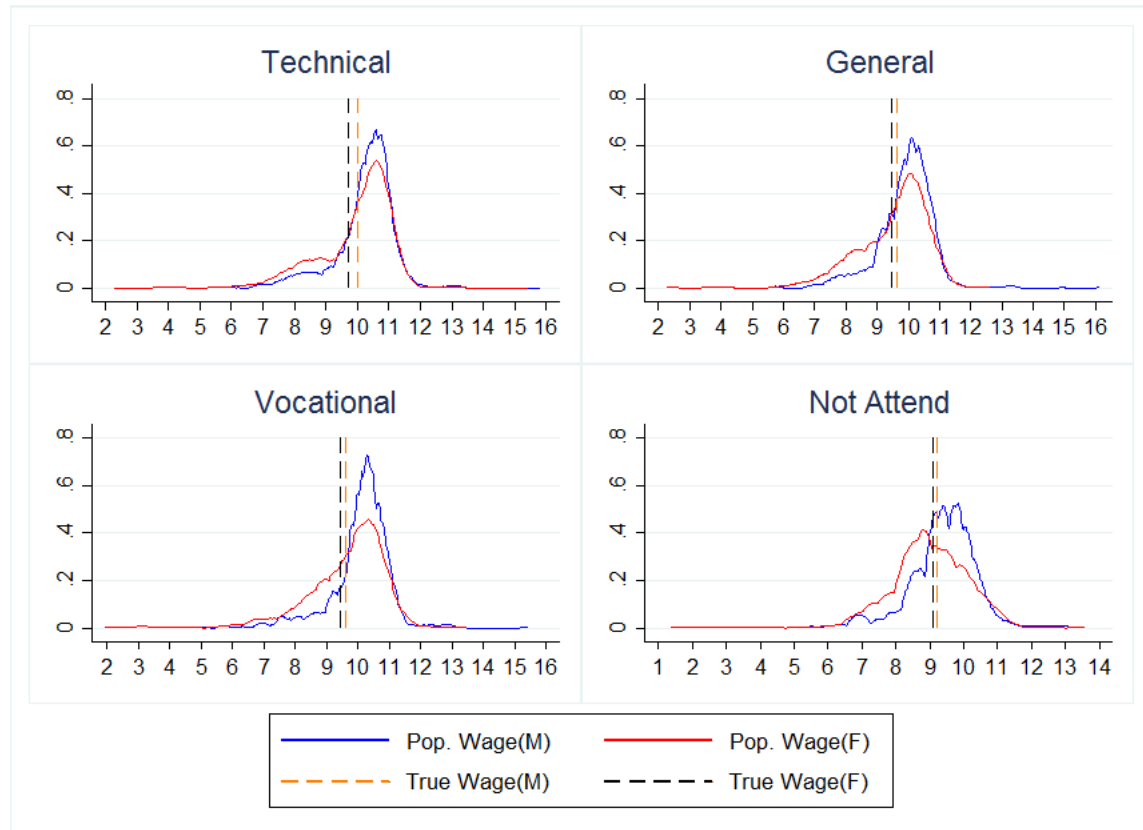 Technical
.8
.6
.4
.2
0
2 3 4 5 6 7 8 9 10 11 12 13 14 15 16
General
.8
.6
.4
.2
0
2 3 4 5 6 7 8 9 10 11 12 13 14 15 16
Vocational
.8
.6
.4
.2
0
2 3 4 5 6 7 8 9 10 11 12 13 14 15 16
Not Attend
.8
.6
.4
.2
0
1 2 3 4 5 6 7 8 9 10 11 12 13 14
Pop. Wage(M) Pop. Wage(F)
True Wage(M) True Wage(F)